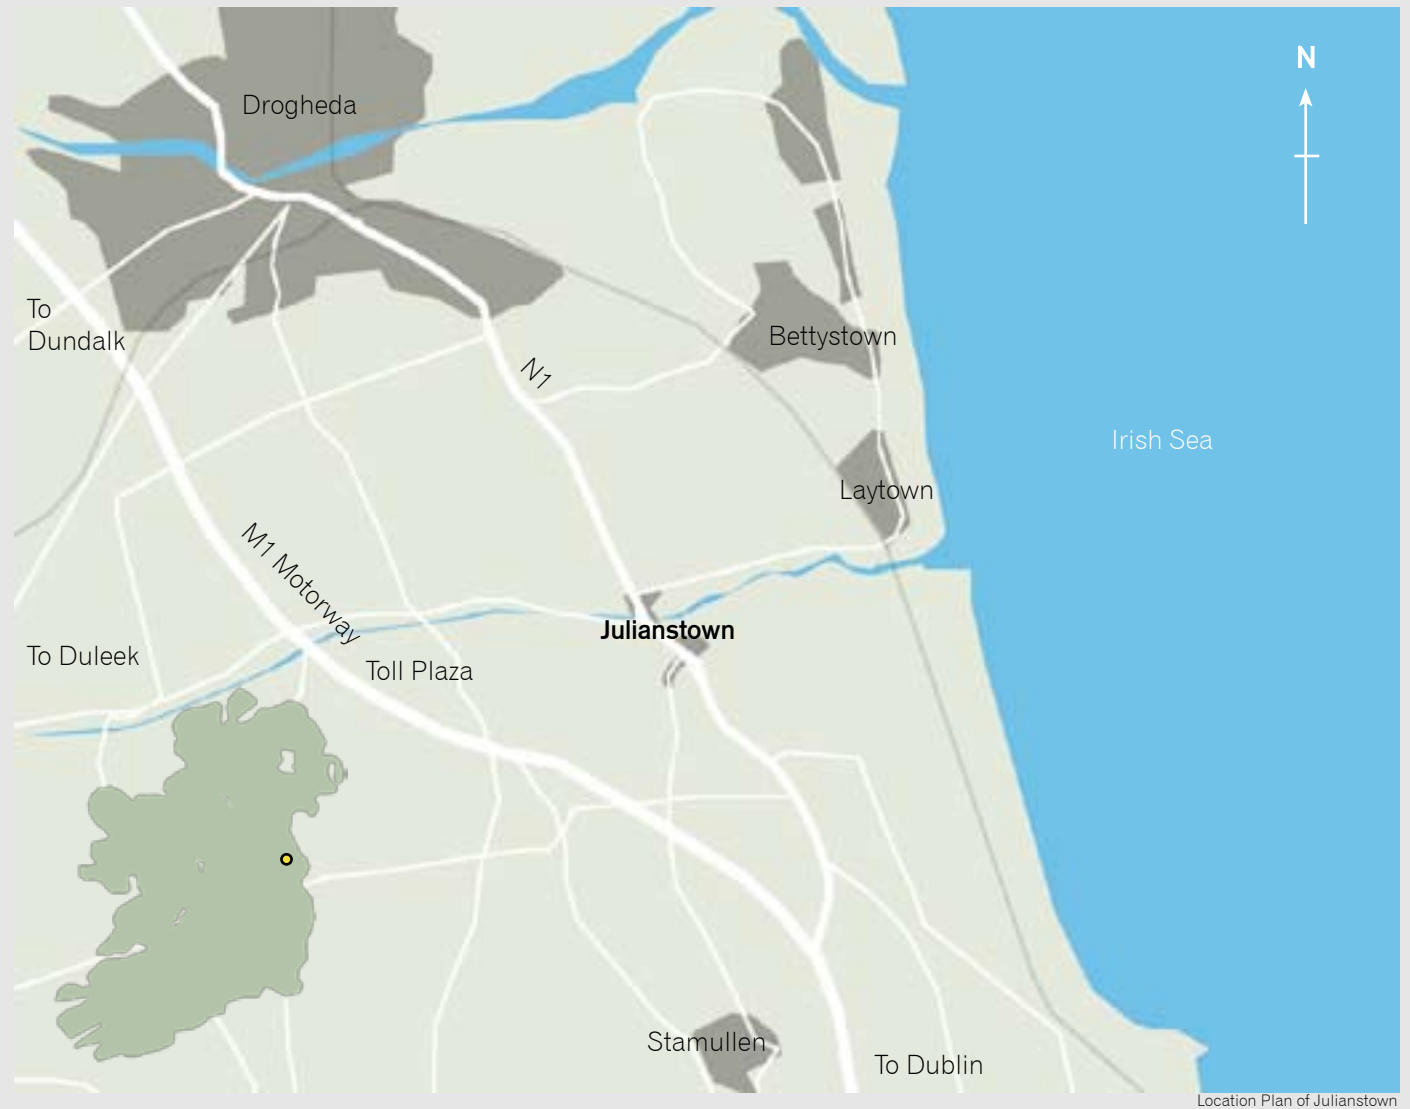 N
Drogheda
To
Dundalk
Bettystown
N1
Irish Sea
Laytown
M1 Motorway
Julianstown
To Duleek
Toll Plaza
Stamullen
To Dublin
Location Plan of Julianstown